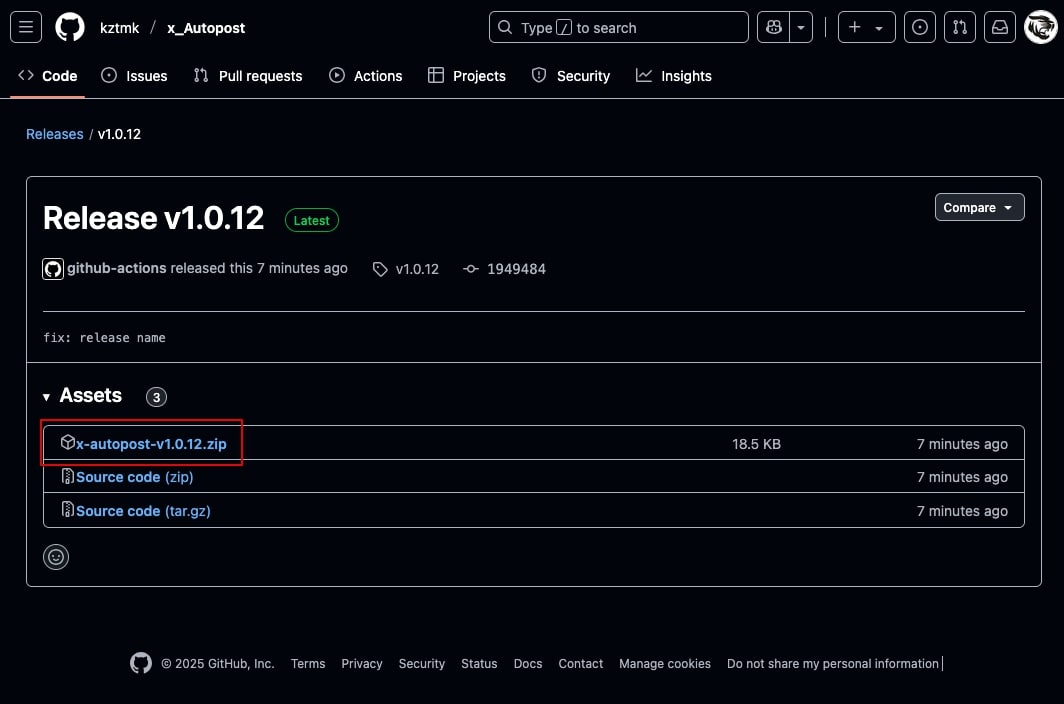 kztmk / x_Autopost
Type / to search
Code Issues Pull requests Actions Projects Security Insights
Releases / v1.0.12
Release v1.0.12 Latest
Compare
github-actions released this 7 minutes ago v1.0.12 1949484
fix: release name
Assets 3
x-autopost-v1.0.12.zip 18.5 KB 7 minutes ago
Source code (zip) 7 minutes ago
Source code (tar.gz) 7 minutes ago
© 2025 GitHub, Inc. Terms Privacy Security Status Docs Contact Manage cookies Do not share my personal information